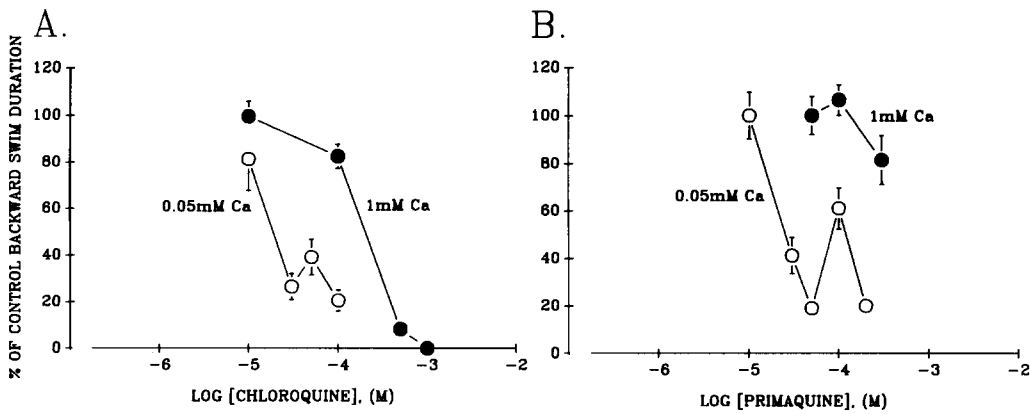 A.
% OF CONTROL BACKWARD SWIM DURATION
120
100
80
60
40
20
0
0.05mM Ca
1mM Ca
-6
-5
-4
-3
-2
LOG [CHLOROQUINE], (M)
B.
120
100
80
60
40
20
0
1mM Ca
0.05mM Ca
-6
-5
-4
-3
-2
LOG [PRIMAQUINE], (M)